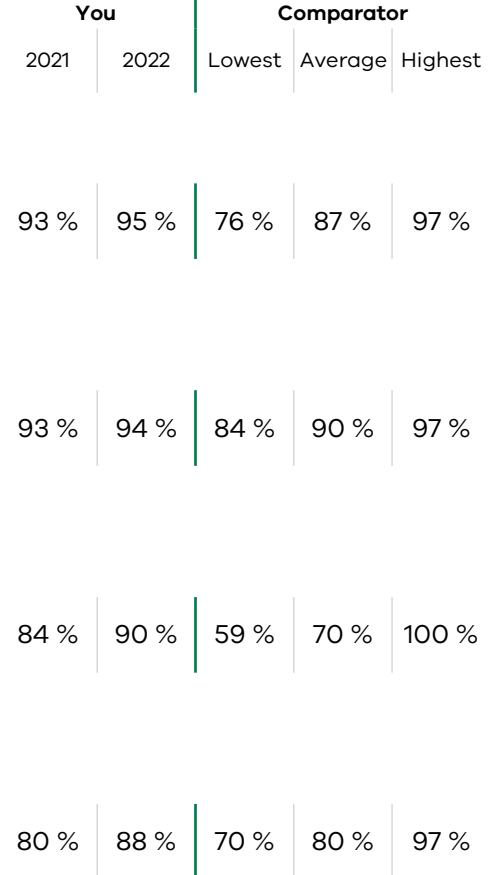 You Comparator
2021 2022 Lowest Average Highest
93 % 95 % 76 % 87 % 97 %
93 % 94 % 84 % 90 % 97 %
84 % 90 % 59 % 70 % 100 %
80 % 88 % 70 % 80 % 97 %